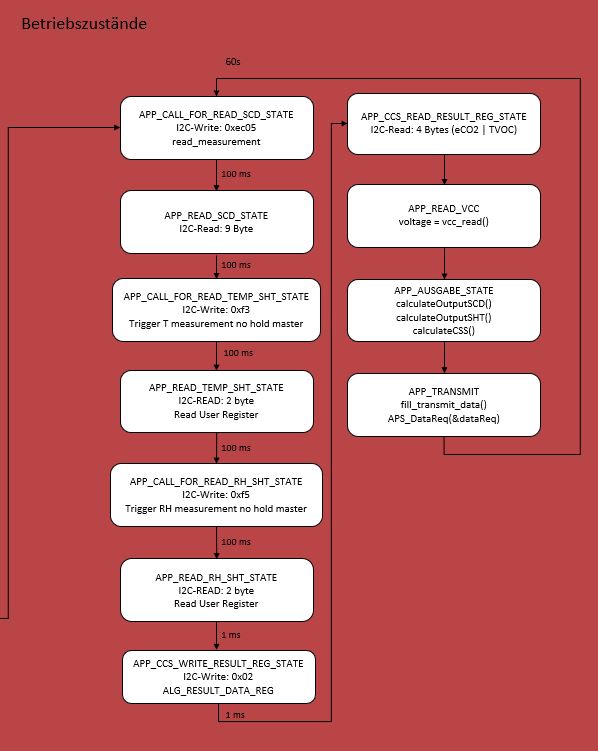 Betriebszustände
60s
APP_CALL_FOR_READ_SCD_STATE
I2C-Write: 0xec05
read_measurement
100 ms
APP_READ_SCD_STATE
I2C-Read: 9 Byte
100 ms
APP_CALL_FOR_READ_TEMP_SHT_STATE
I2C-Write: 0xf3
Trigger T measurement no hold master
100 ms
APP_READ_TEMP_SHT_STATE
I2C-READ: 2 byte
Read User Register
100 ms
APP_CALL_FOR_READ_RH_SHT_STATE
I2C-Write: 0xf5
Trigger RH measurement no hold master
100 ms
APP_READ_RH_SHT_STATE
I2C-READ: 2 byte
Read User Register
1 ms
APP_CCS_WRITE_RESULT_REG_STATE
I2C-Write: 0x02
ALG_RESULT_DATA_REG
1 ms
APP_CCS_READ_RESULT_REG_STATE
I2C-Read: 4 Bytes (eCO2 | TVOC)
APP_READ_VCC
voltage = vcc_read()
APP_AUSGABE_STATE
calculateOutputSCD()
calculateOutputSHT()
calculateCSS()
APP_TRANSMIT
fill_transmit_data()
APS_DataReq(&dataReq)